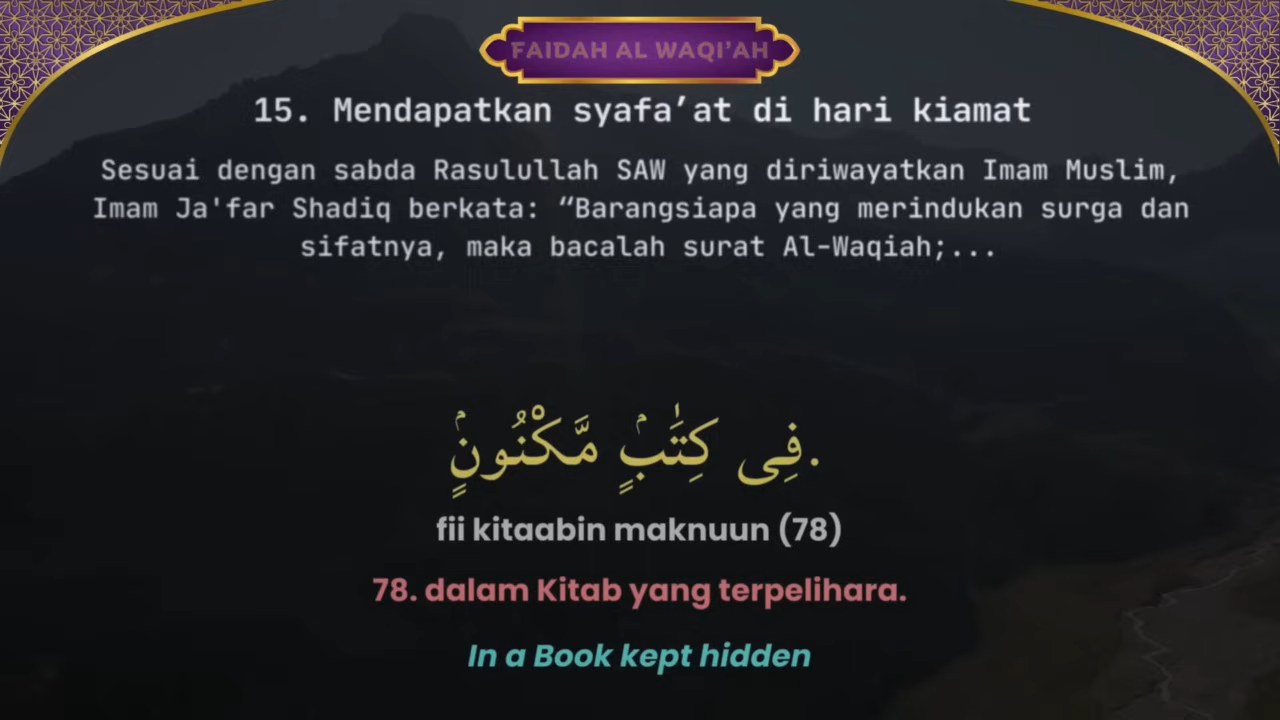 FAIDAH AL WAQI’AH
15. Mendapatkan syafa’at di hari kiamat
Sesuai dengan sabda Rasulullah SAW yang diriwayatkan Imam Muslim,
Imam Ja'far Shadiq berkata: “Barangsiapa yang merindukan surga dan
sifatnya, maka bacalah surat Al-Waqiah;...
فِى كِتَٰبٍۢ مَّكْنُونٍۢ.
fii kitaabin maknuun (78)
78. dalam Kitab yang terpelihara.
In a Book kept hidden